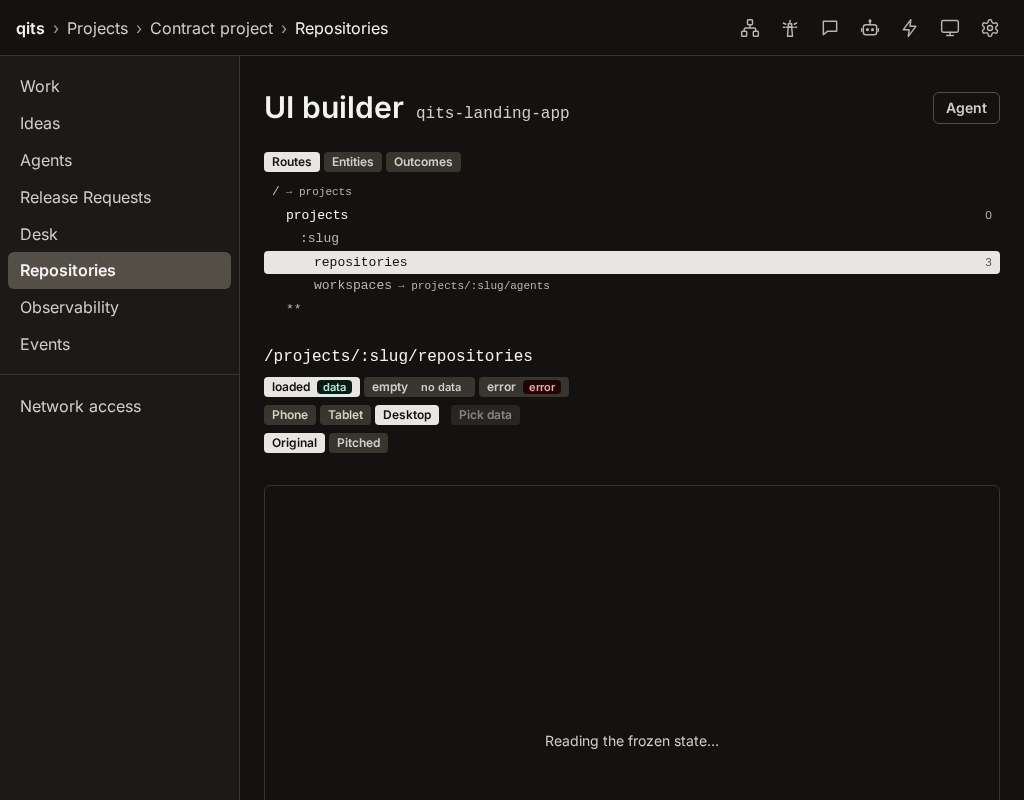 qits › Projects › Contract project › Repositories
Work
Ideas
Agents
Release Requests
Desk
Repositories
Observability
Events
Network access
UI builder qits-landing-app
Agent
Routes Entities Outcomes
/ → projects
projects 0
:slug
repositories 3
workspaces → projects/:slug/agents
**
/projects/:slug/repositories
loaded data empty no data error error
Phone Tablet Desktop Pick data
Original Pitched
Reading the frozen state…